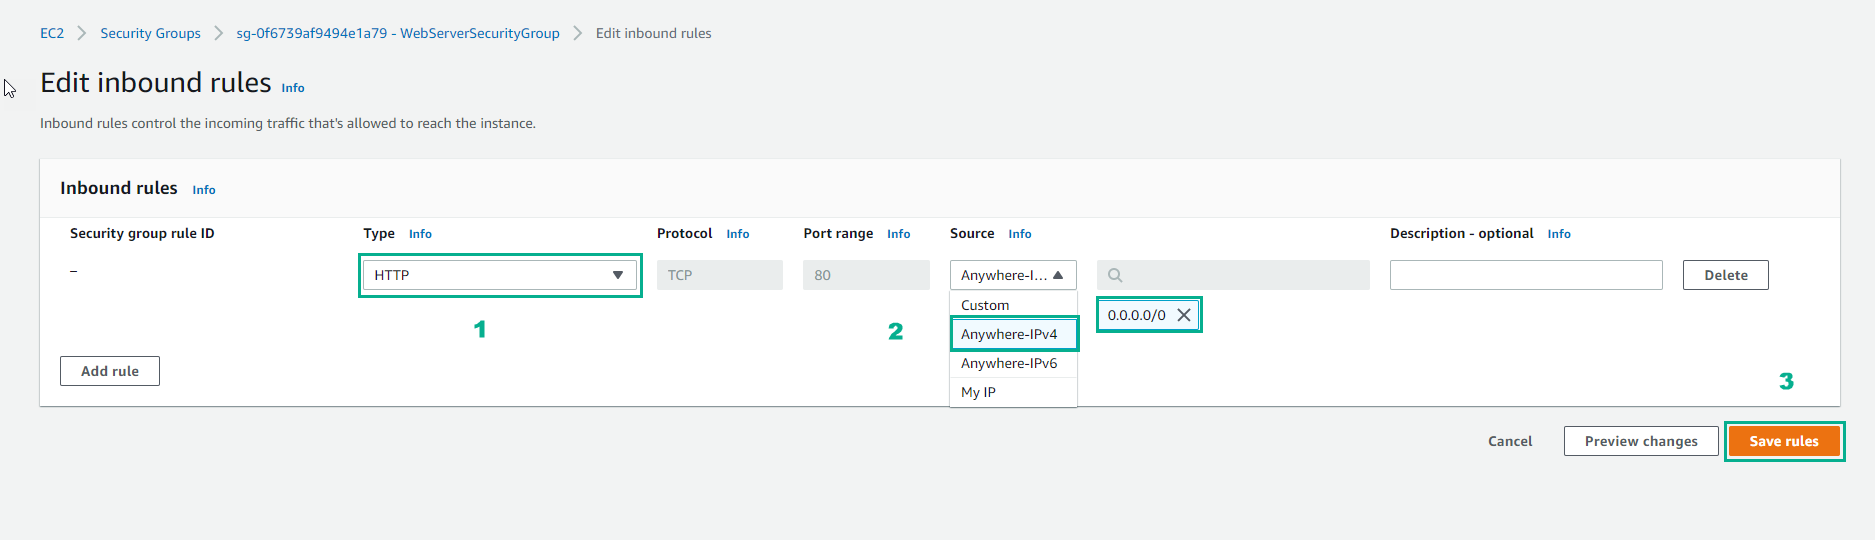 EC2 > Security Groups > sg-0f6739af9494e1a79 - WebServerSecurityGroup > Edit inbound rules
Edit inbound rules Info
Inbound rules control the incoming traffic that's allowed to reach the instance.
Inbound rules Info
Security group rule ID Type Info Protocol Info Port range Info Source Info Description - optional Info
– HTTP TCP 80 Anywhere-I... Delete
Custom
1 2 Anywhere-IPv4 0.0.0.0/0
Anywhere-IPv6
Add rule My IP 3
Cancel Preview changes Save rules